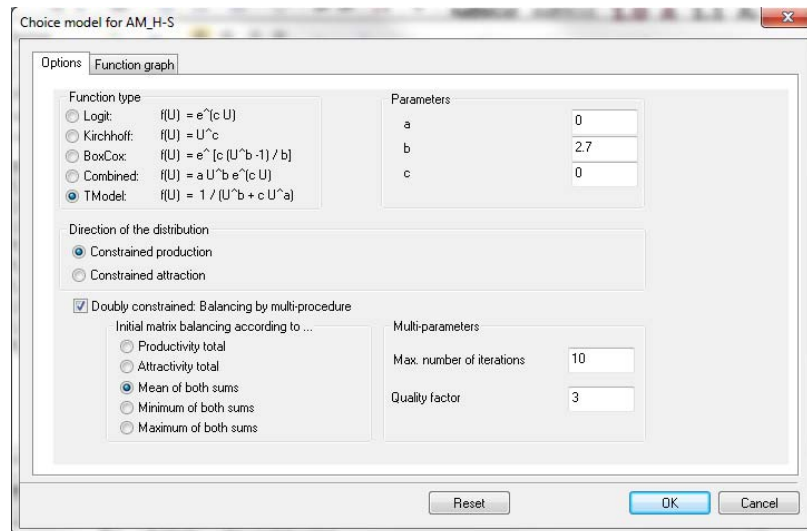 Choice model for AM_H-S
Options Function graph
Function type
Logit: f(U) = e^(c U)
Kirchhoff: f(U) = U^c
BoxCox: f(U) = e^ [c (U^b -1) / b]
Combined: f(U) = a U^b e^(c U)
TModel: f(U) = 1 / (U^b + c U^a)
Parameters
a 0
b 2.7
c 0
Direction of the distribution
Constrained production
Constrained attraction
Doubly constrained: Balancing by multi-procedure
Initial matrix balancing according to ...
Productivity total
Attractivity total
Mean of both sums
Minimum of both sums
Maximum of both sums
Multi-parameters
Max. number of iterations 10
Quality factor 3
Reset OK Cancel